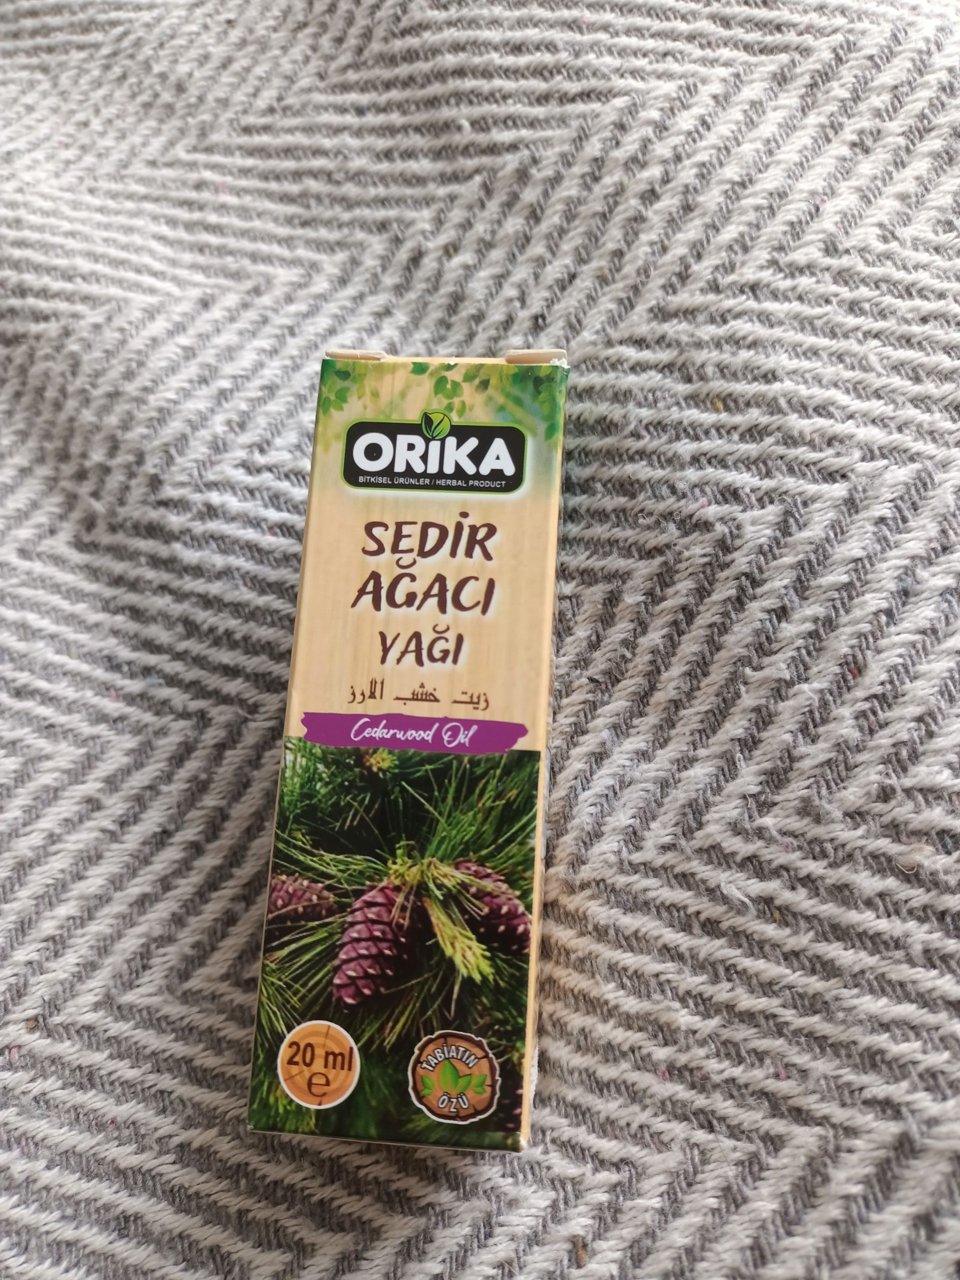 ORİKA
BİTKİSEL ÜRÜNLER / HERBAL PRODUCT
SEDİR
AĞACI
YAĞI
زيت خشب الارز
Cedarwood Oil
20 ml
e
TABİATIN
ÖZÜ